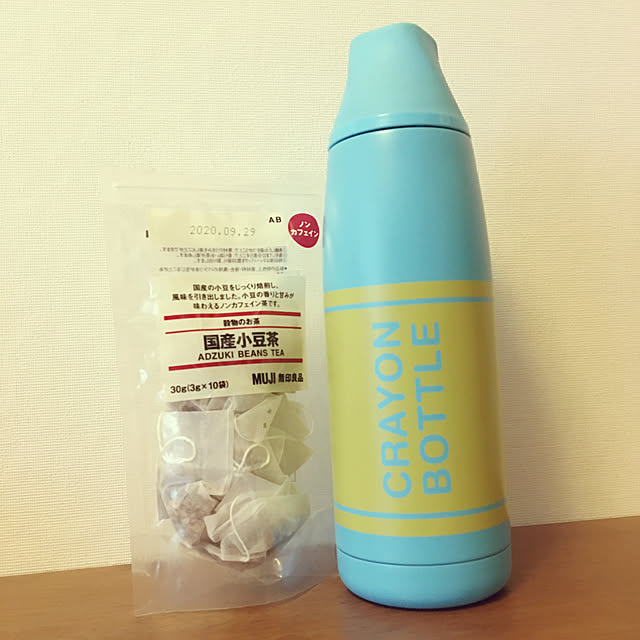 AB
2020.09.29
ノン
カフェイン
国産の小豆をじっくり焙煎し、
風味を引き出しました。小豆の香りと甘みが
味わえるノンカフェイン茶です。
穀物のお茶
国産小豆茶
ADZUKI BEANS TEA
30g(3g×10袋)
MUJI 無印良品
CRAYON
BOTTLE